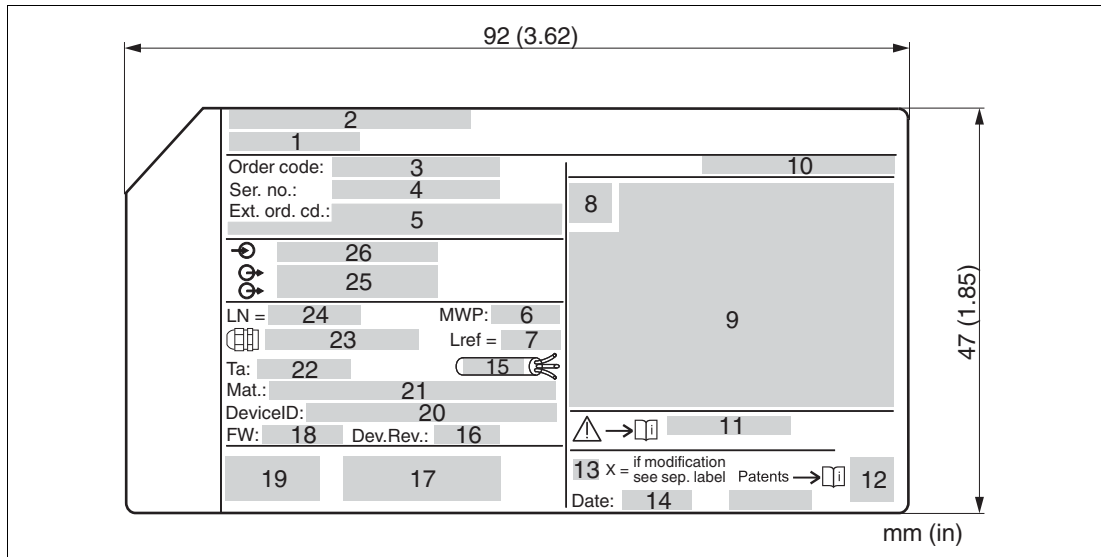 92 (3.62)
2
1
Order code: 3
Ser. no.: 4
Ext. ord. cd.: 5
26
25
LN = 24 MWP: 6
23 Lref = 7
Ta: 22 15
Mat.: 21
DeviceID: 20
FW: 18 Dev.Rev.: 16
19 17
10
8
9
11
13 X = if modification
see sep. label Patents 12
Date: 14
47 (1.85)
mm (in)